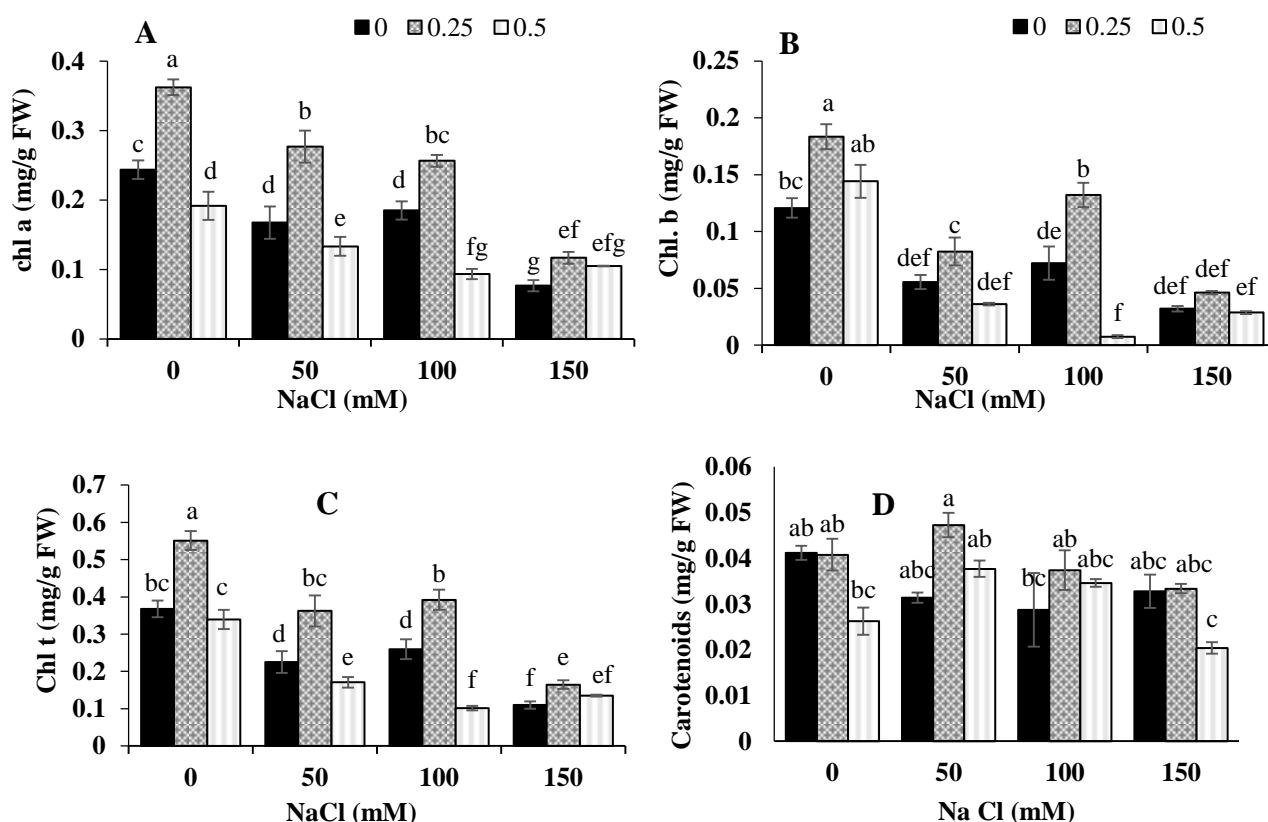 A
0 0.25 0.5
chl a (mg/g FW)
0.4
0.3
0.2
0.1
0
c a d
d b e
d bc fg
g ef efg
0 50 100 150
NaCl (mM)
B
0 0.25 0.5
Chl. b (mg/g FW)
0.25
0.2
0.15
0.1
0.05
0
bc a ab
def c def
de b f
def def ef
0 50 100 150
NaCl (mM)
C
Chl t (mg/g FW)
0.7
0.6
0.5
0.4
0.3
0.2
0.1
0
bc a c
d bc e
d b f
f e ef
0 50 100 150
NaCl (mM)
D
Carotenoids (mg/g FW)
0.06
0.05
0.04
0.03
0.02
0.01
0
ab ab bc
abc a ab
bc ab abc
abc abc c
0 50 100 150
Na Cl (mM)